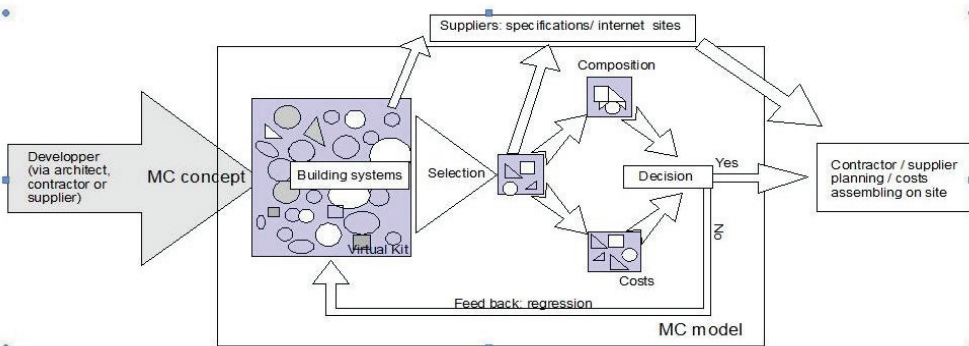 Suppliers: specifications/ internet sites
Composition
Developper
(via architect,
contractor or
supplier)
MC concept
Building systems
Selection
Decision
Yes
Contractor / supplier
planning / costs
assembling on site
No
Virtual Kit
Costs
Feed back: regression
MC model